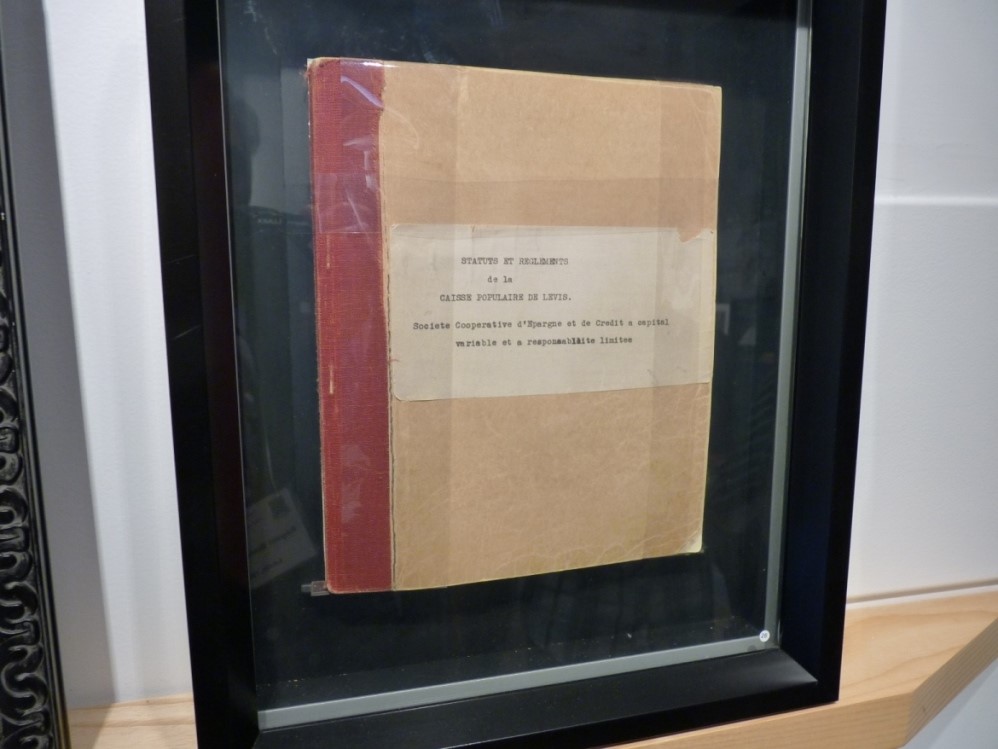 STATUTS ET REGLEMENTS
de la
CAISSE POPULAIRE DE LEVIS.
Societe Cooperative d'Epargne et de Credit a capital
variable et a responsablité limitee